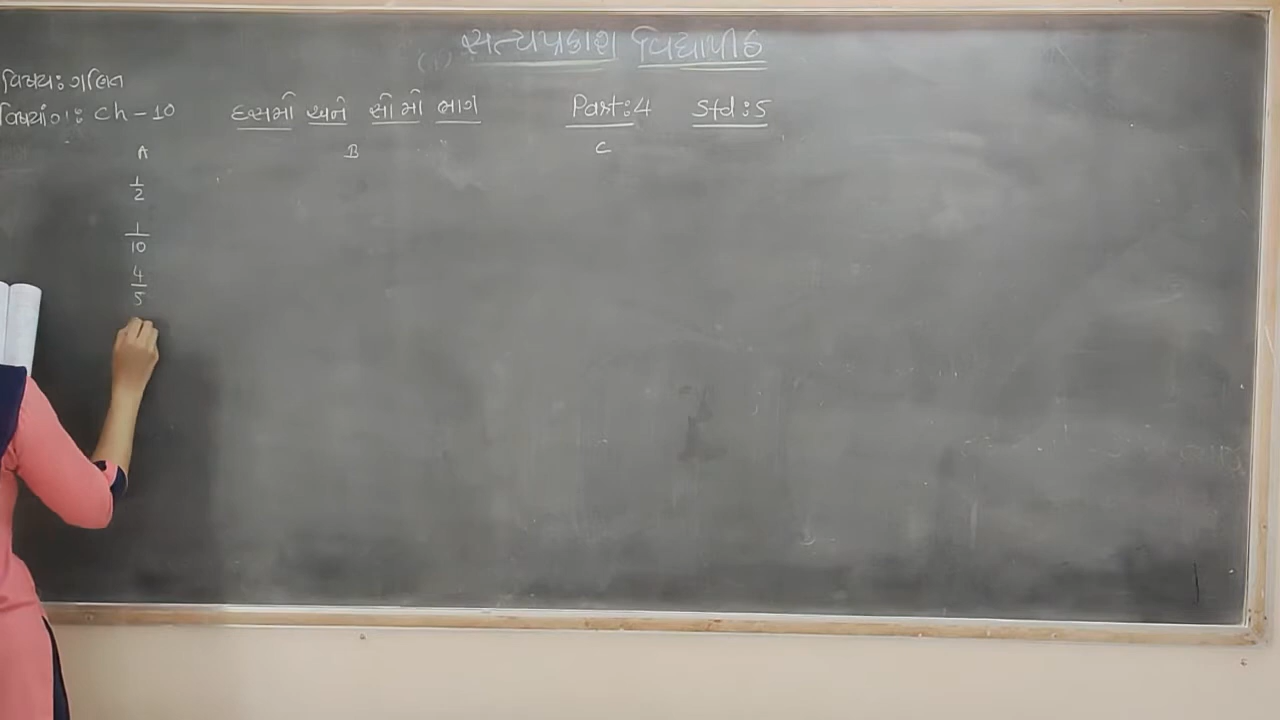 સત્યપ્રકાશ વિદ્યાપીઠ
વિષય: ગણિત
Ch - 10 દસમાં અને સોમાં ભાગ Part: 4 Std: 5
A B C
1/2
1/10
4/5